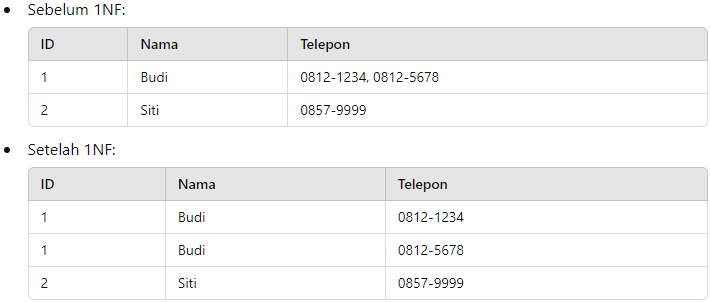 Sebelum 1NF:
ID Nama Telepon
1 Budi 0812-1234, 0812-5678
2 Siti 0857-9999
Setelah 1NF:
ID Nama Telepon
1 Budi 0812-1234
1 Budi 0812-5678
2 Siti 0857-9999